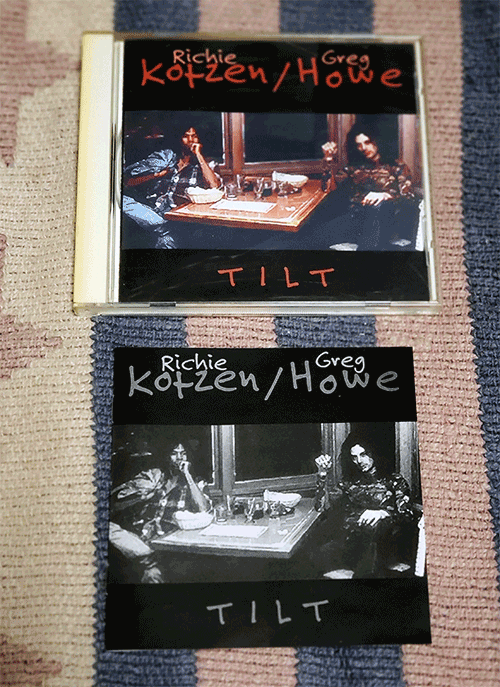 Richie Greg
Kotzen / Howe
TILT
Richie Greg
Kotzen / Howe
TILT